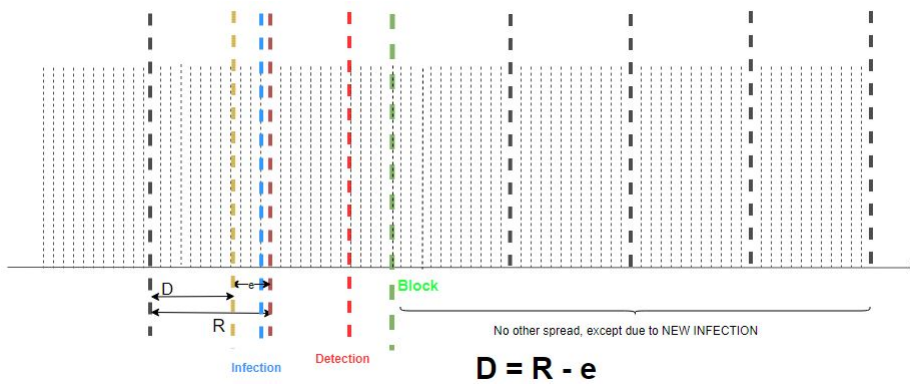 e
D
Block
R
No other spread, except due to NEW INFECTION
Detection
Infection
D = R - e